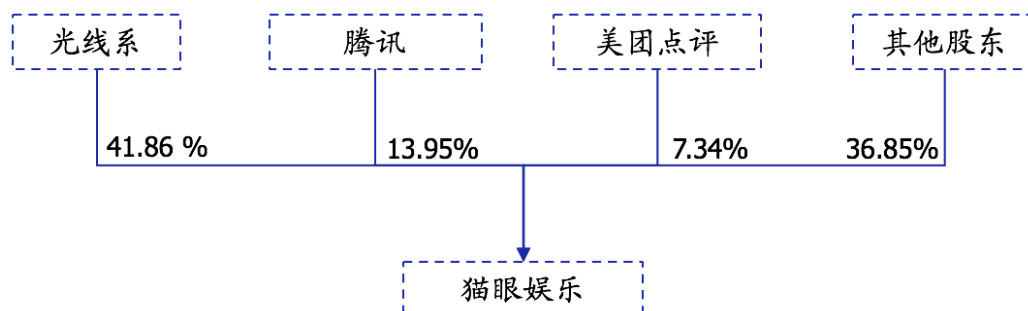 光线系
腾讯
美团点评
其他股东
41.86 %
13.95%
7.34%
36.85%
猫眼娱乐